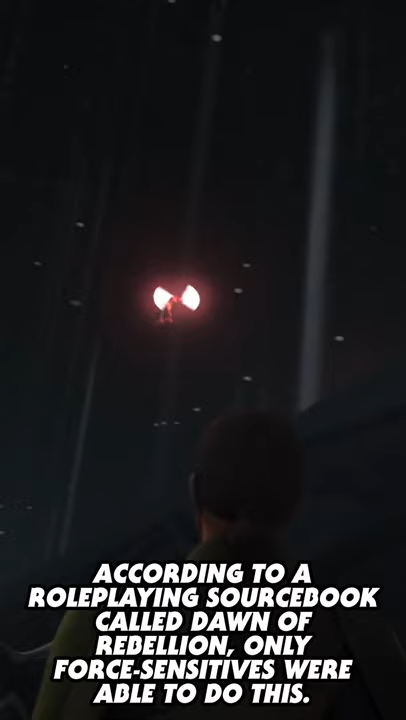 ACCORDING TO A
ROLEPLAYING SOURCEBOOK
CALLED DAWN OF
REBELLION, ONLY
FORCE-SENSITIVES WERE
ABLE TO DO THIS.